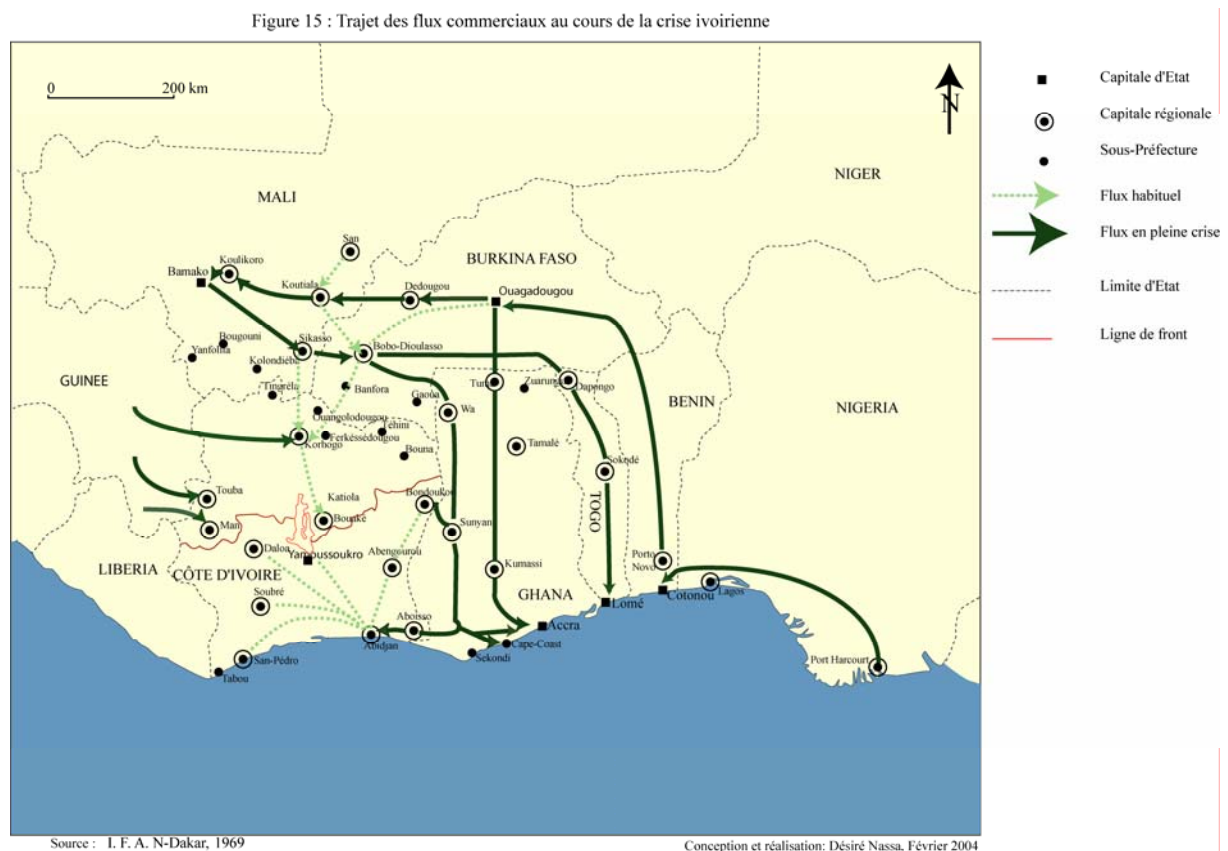 Figure 15 : Trajet des flux commerciaux au cours de la crise ivoirienne
0 200 km
N
Capitale d'Etat
Capitale régionale
Sous-Préfecture
Flux habituel
Flux en pleine crise
Limite d'Etat
Ligne de front
NIGER
MALI
San
BURKINA FASO
Koulikoro
Bamako
Koutiala
Dedougou
Ouagadougou
Bougouni
Yanfolila
Sikasso
Bobo-Dioulasso
Kolondiéba
GUINEE
Banfora
Zuarungu
Dapongo
Gaoua
Wa
BENIN
NIGERIA
Ouangolodougou
Korhogo
Ferkéssédougou
Téhini
Bouna
Tamalé
Sokodé
TOGO
Touba
Katiola
Bondoukou
Man
Bouaké
Sunyan
Daloa
Yamoussoukro
Abengourou
Kumassi
Porto
Novo
LIBERIA
CÔTE D'IVOIRE
GHANA
Lomé
Cotonou
Lagos
Soubré
Aboisso
Accra
Abidjan
Cape-Coast
Sekondi
San-Pédro
Tabou
Port Harcourt
Source : I. F. A. N-Dakar, 1969
Conception et réalisation: Désiré Nassa, Février 2004